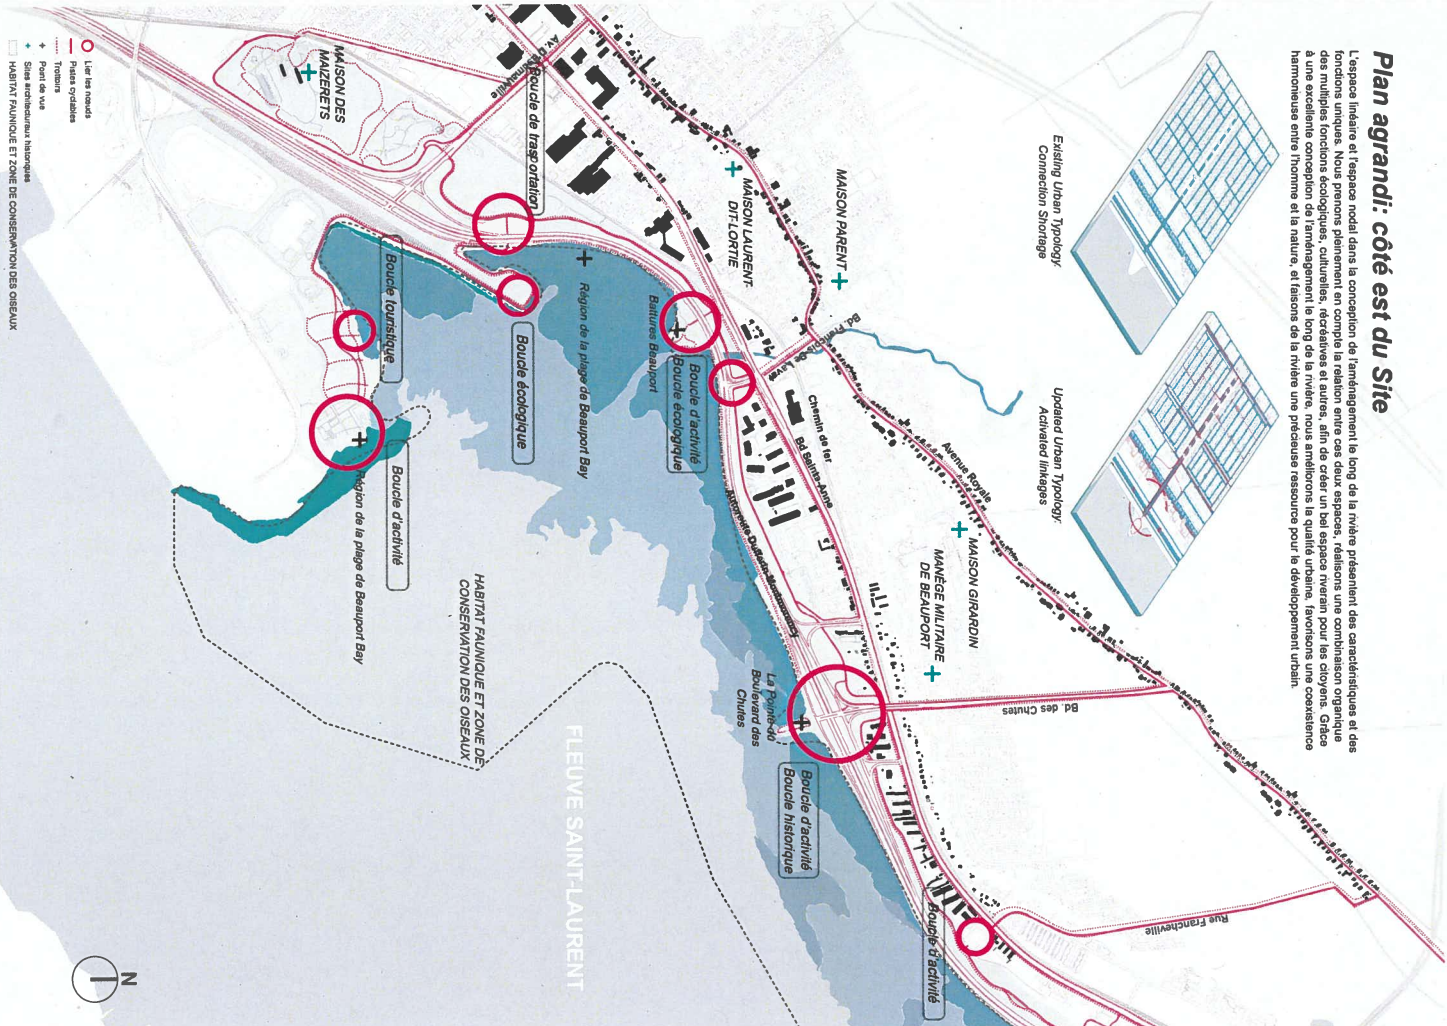 Plan agrandi: côté est du Site
L'espace linéaire et l'espace nodal dans la conception de l'aménagement le long de la rivière présentent des caractéristiques et des
fonctions uniques. Nous prenons pleinement en compte la relation entre ces deux espaces, réalisons une combinaison organique
des multiples fonctions écologiques, culturelles, récréatives et autres, afin de créer un bel espace riverain pour les citoyens. Grâce
à une excellente conception de l'aménagement le long de la rivière, nous améliorons la qualité urbaine, favorisons une coexistence
harmonieuse entre l'homme et la nature, et faisons de la rivière une précieuse ressource pour le développement urbain.
Existing Urban Typology:
Connection Shortage
Updated Urban Typology:
Activated linkages
MAISON PARENT
MAISON LAURENT-
DIT-LORTIE
MAISON DES
MAIZERETS
Av. D'Estimauville
Boucle de trasportation
Bd. François-De Laval
Avenue Royale
Chemin de fer
Bd Sainte-Anne
Autoroute Dufferin-Montmorency
MAISON GIRARDIN
MANÈGE MILITAIRE
DE BEAUPORT
Bd. des Chutes
Rue Francheville
Battures Beauport
Boucle d'activité
Boucle écologique
Région de la plage de Beauport Bay
Boucle écologique
Boucle touristique
Boucle d'activité
Région de la plage de Beauport Bay
La Pointe-du
Boulevard des
Chutes
Boucle d'activité
Boucle historique
Boucle d'activité
HABITAT FAUNIQUE ET ZONE DE
CONSERVATION DES OISEAUX
FLEUVE SAINT-LAURENT
Lier les nœuds
Pistes cyclables
Trottoirs
Point de vue
Sites architecturaux historiques
HABITAT FAUNIQUE ET ZONE DE CONSERVATION DES OISEAUX
N